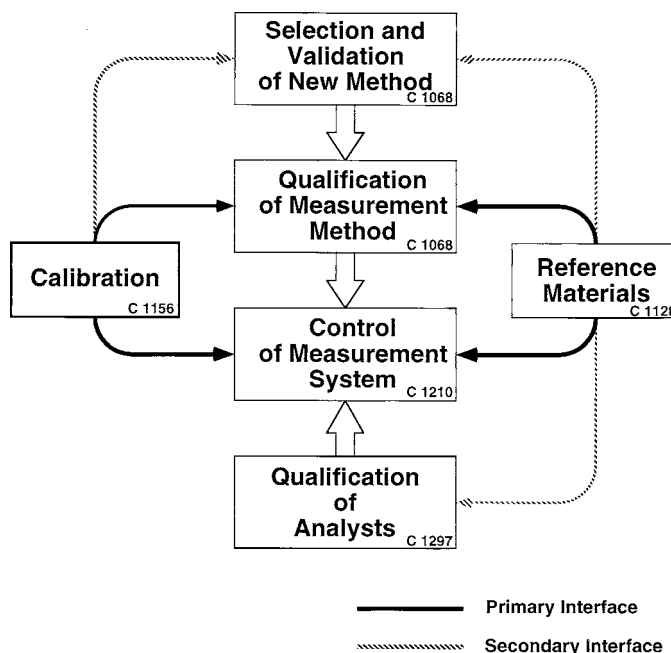 Selection and
Validation
of New Method
C 1068
Qualification
of Measurement
Method
C 1068
Calibration
C 1156
Reference
Materials
Control
of Measurement
System
C 1210
Qualification
of
Analysts
C 1297
Primary Interface
Secondary Interface